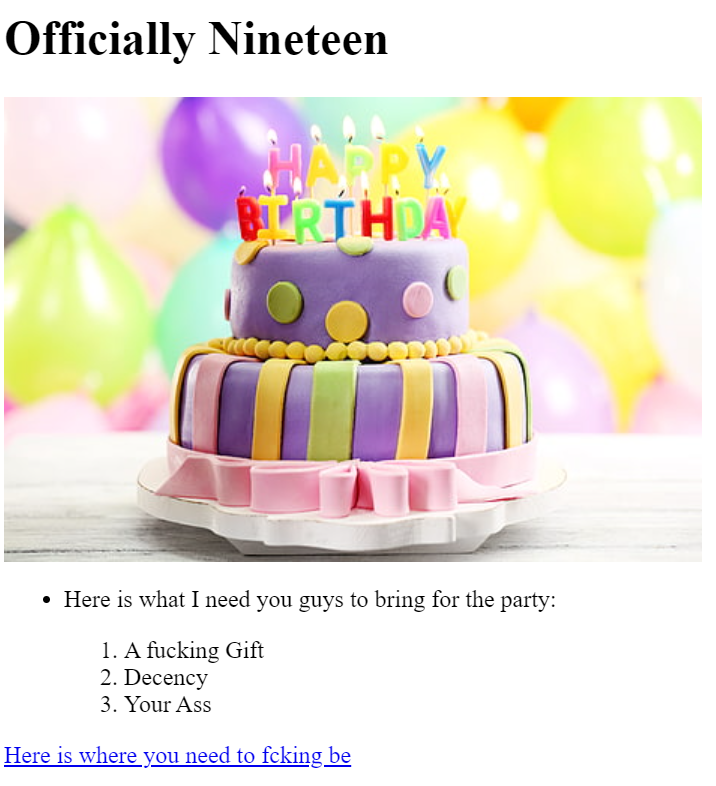 Officially Nineteen
HAPPY
BIRTHDAY
Here is what I need you guys to bring for the party:
1. A fucking Gift
2. Decency
3. Your Ass
Here is where you need to fcking be